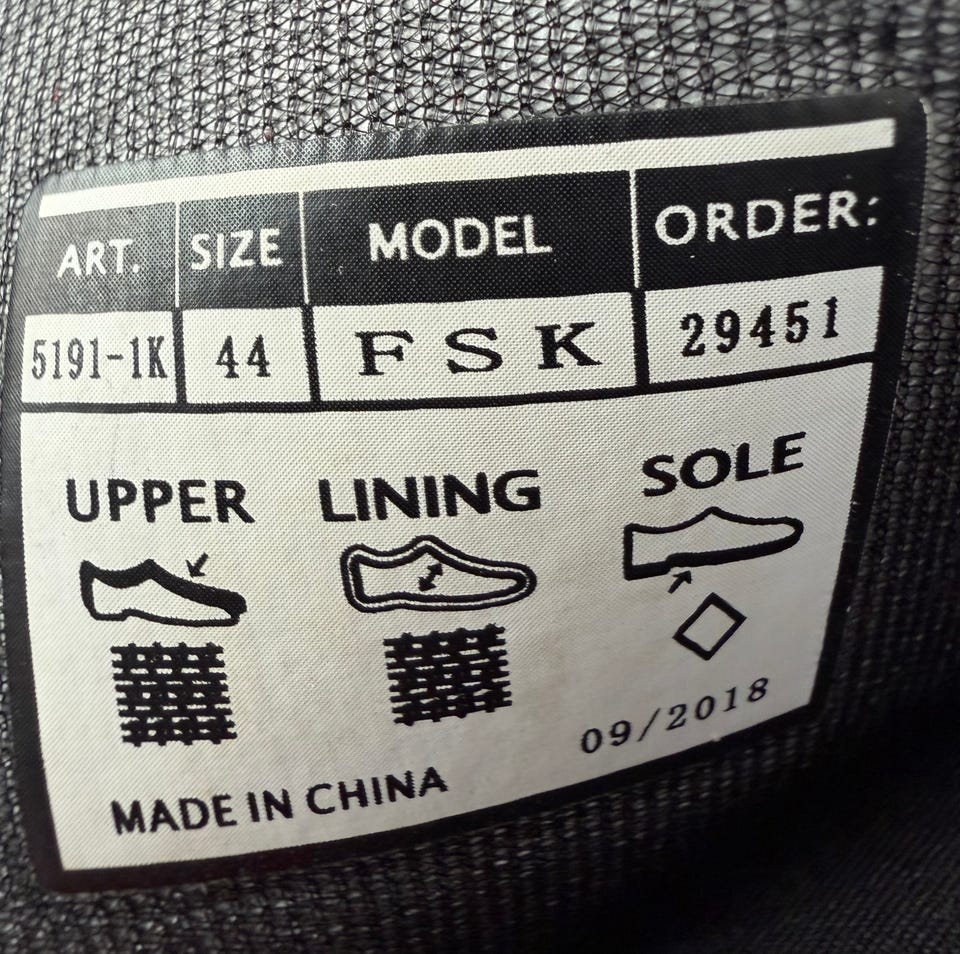 ART. SIZE MODEL ORDER:
5191-1K 44 FSK 29451
UPPER LINING SOLE
09/2018
MADE IN CHINA